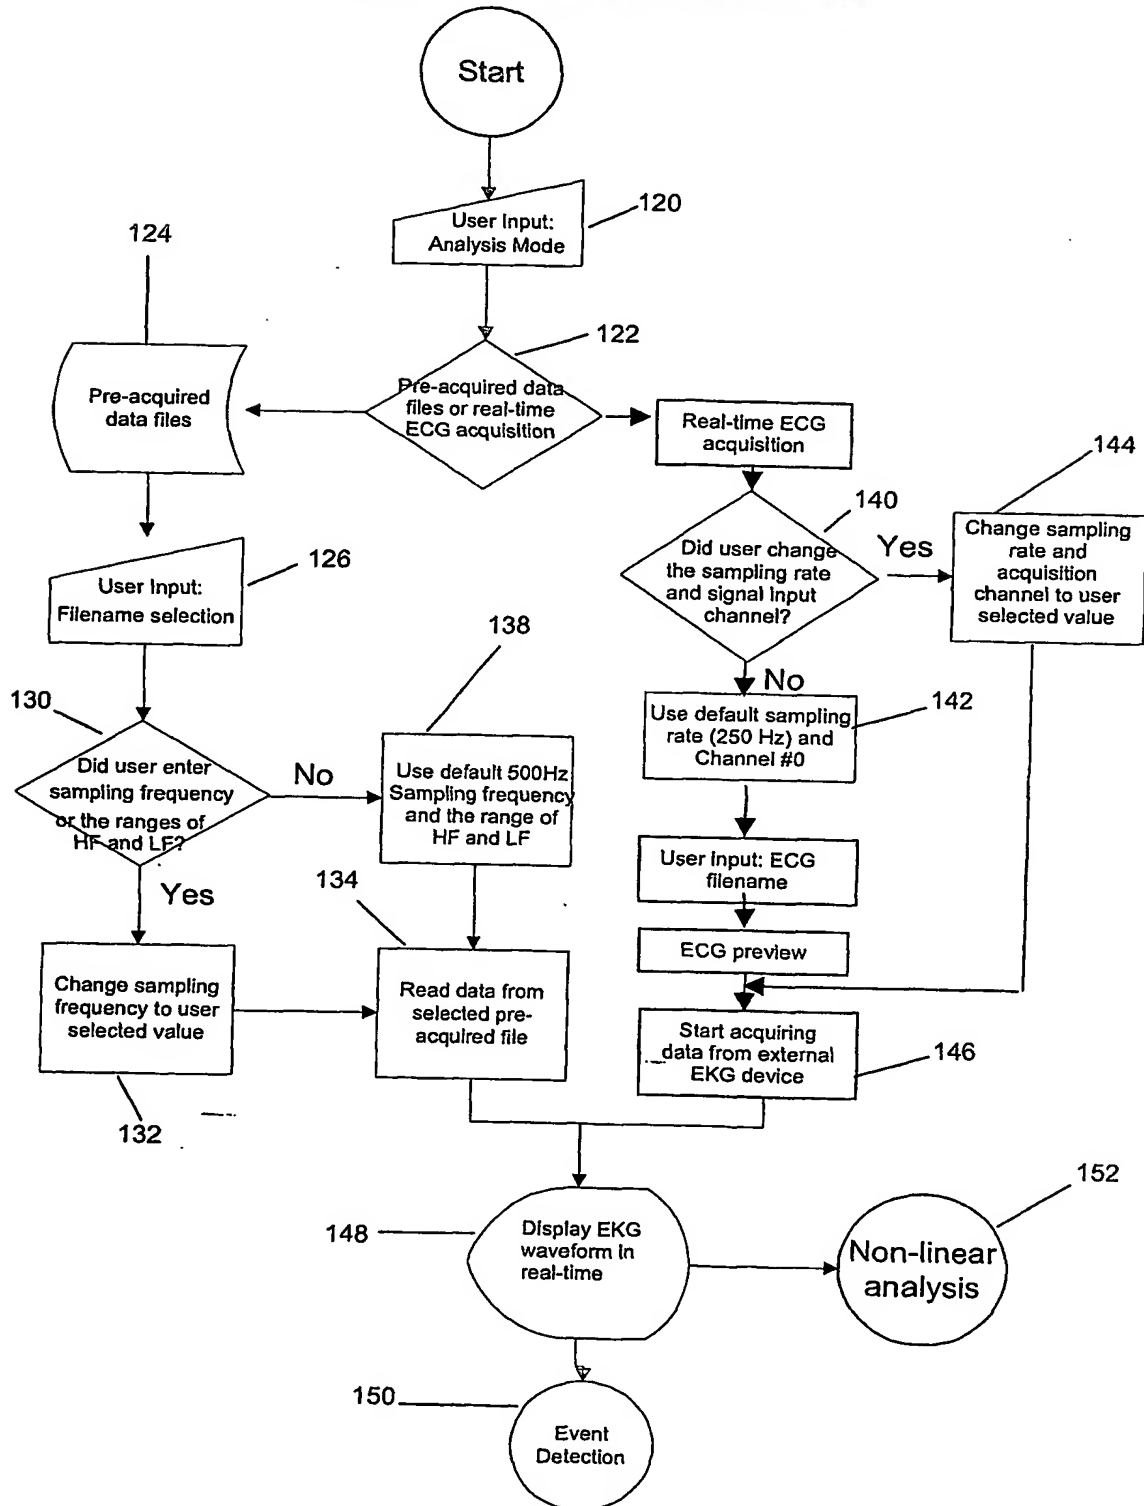 Start
User Input:
Analysis Mode
120
124
122
Pre-acquired data
files or real-time
ECG acquisition
Pre-acquired
data files
Real-time ECG
acquisition
144
140
Did user change
the sampling rate
and signal input
channel?
Yes
Change sampling
rate and
acquisition
channel to user
selected value
User Input:
Filename selection
126
138
No
142
130
Use default sampling
rate (250 Hz) and
Channel #0
Did user enter
sampling frequency
or the ranges of
HF and LF?
No
Use default 500Hz
Sampling frequency
and the range of
HF and LF
User input: ECG
filename
Yes
134
ECG preview
Change sampling
frequency to user
selected value
Read data from
selected pre-
acquired file
Start acquiring
data from external
EKG device
146
132
152
148
Display EKG
waveform in
real-time
Non-linear
analysis
150
Event
Detection